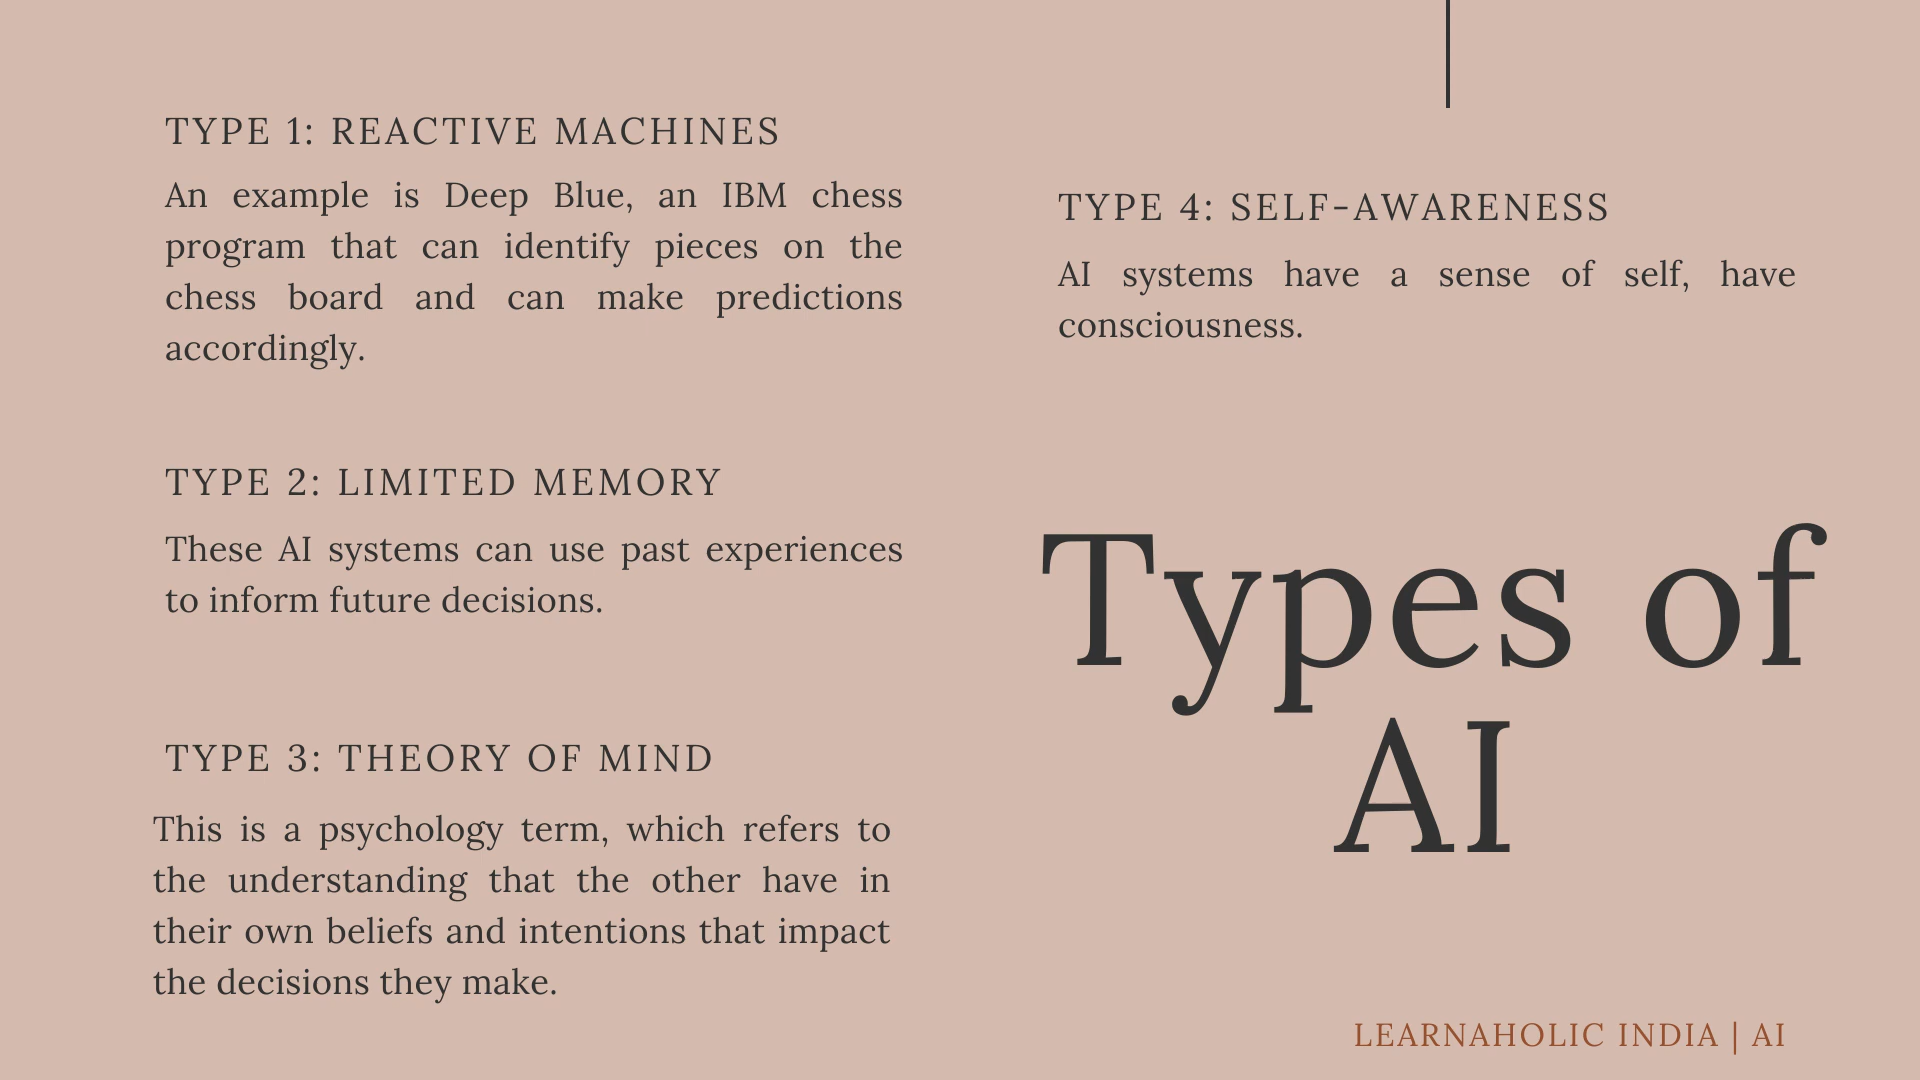 TYPE 1: REACTIVE MACHINES
An example is Deep Blue, an IBM chess
program that can identify pieces on the
chess board and can make predictions
accordingly.
TYPE 2: LIMITED MEMORY
These AI systems can use past experiences
to inform future decisions.
TYPE 3: THEORY OF MIND
This is a psychology term, which refers to
the understanding that the other have in
their own beliefs and intentions that impact
the decisions they make.
TYPE 4: SELF-AWARENESS
AI systems have a sense of self, have
consciousness.
Types of
AI
LEARNAHOLIC INDIA | AI